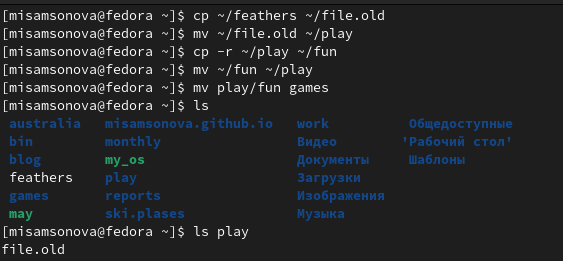 [misamsonova@fedora ~]$ cp ~/feathers ~/file.old
[misamsonova@fedora ~]$ mv ~/file.old ~/play
[misamsonova@fedora ~]$ cp -r ~/play ~/fun
[misamsonova@fedora ~]$ mv ~/fun ~/play
[misamsonova@fedora ~]$ mv play/fun games
[misamsonova@fedora ~]$ ls
australia misamsonova.github.io work Общедоступные
bin monthly Видео 'Рабочий стол'
blog my_os Документы Шаблоны
feathers play Загрузки
games reports Изображения
may ski.plases Музыка
[misamsonova@fedora ~]$ ls play
file.old